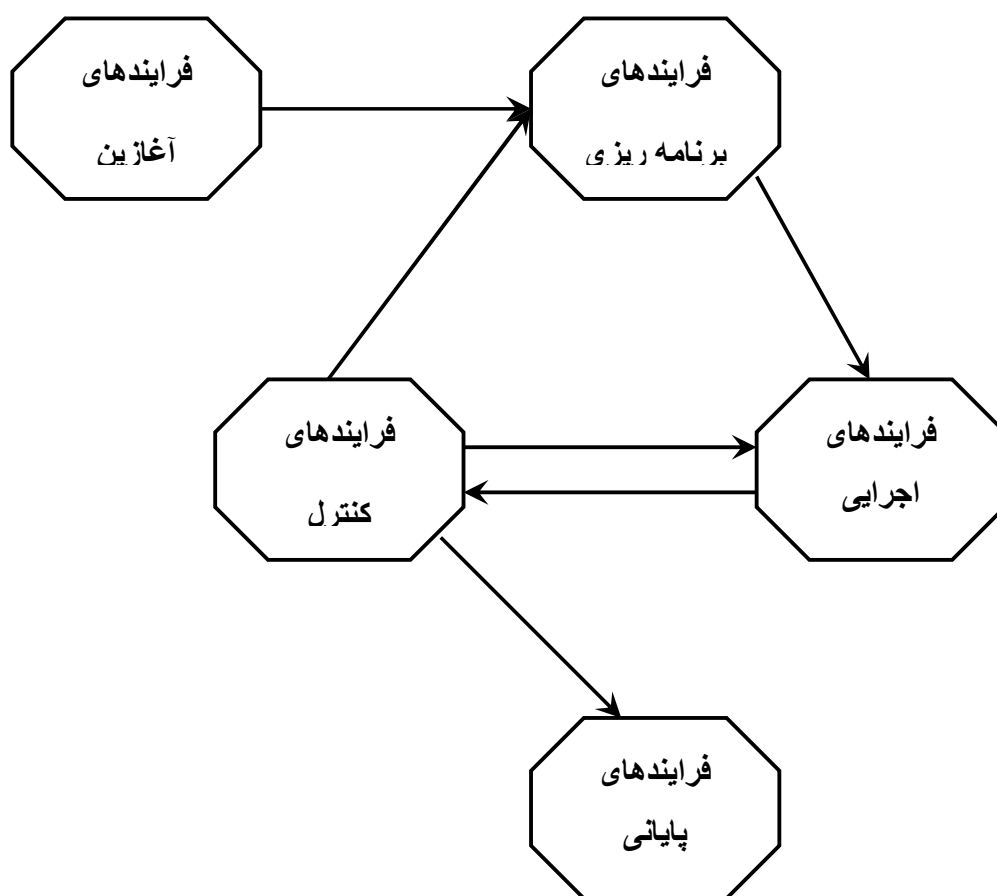 فرایندهای
آغازین
فرایندهای
برنامه ریزی
فرایندهای
کنترل
فرایندهای
اجرایی
فرایندهای
پایانی